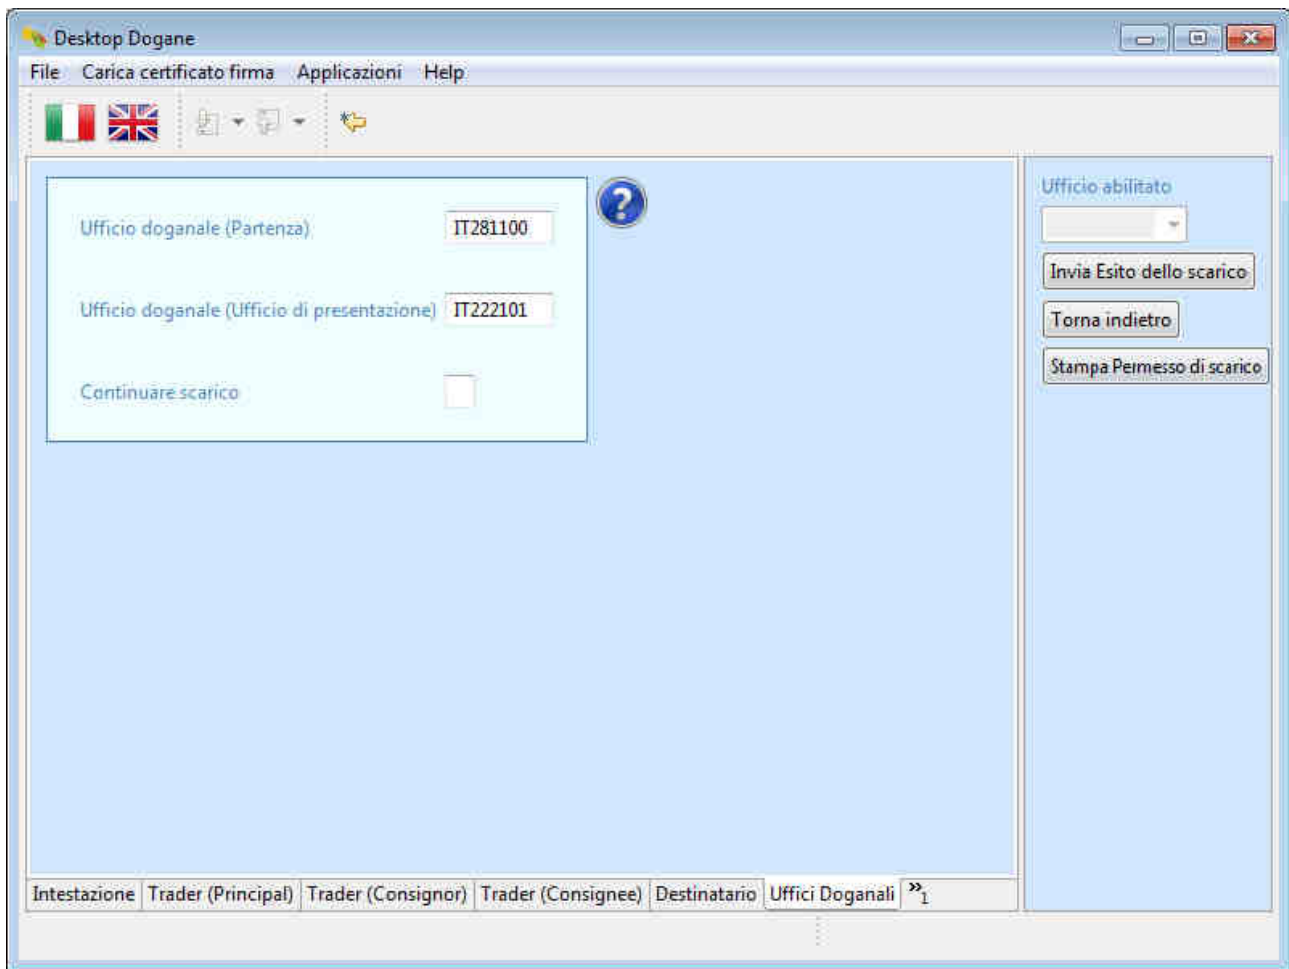 Desktop Dogane
File Carica certificato firma Applicazioni Help
Ufficio doganale (Partenza) IT281100
Ufficio doganale (Ufficio di presentazione) IT222101
Continuare scarico
?
Ufficio abilitato
Invia Esito dello scarico
Torna indietro
Stampa Permesso di scarico
Intestazione Trader (Principal) Trader (Consignor) Trader (Consignee) Destinatario Uffici Doganali »1